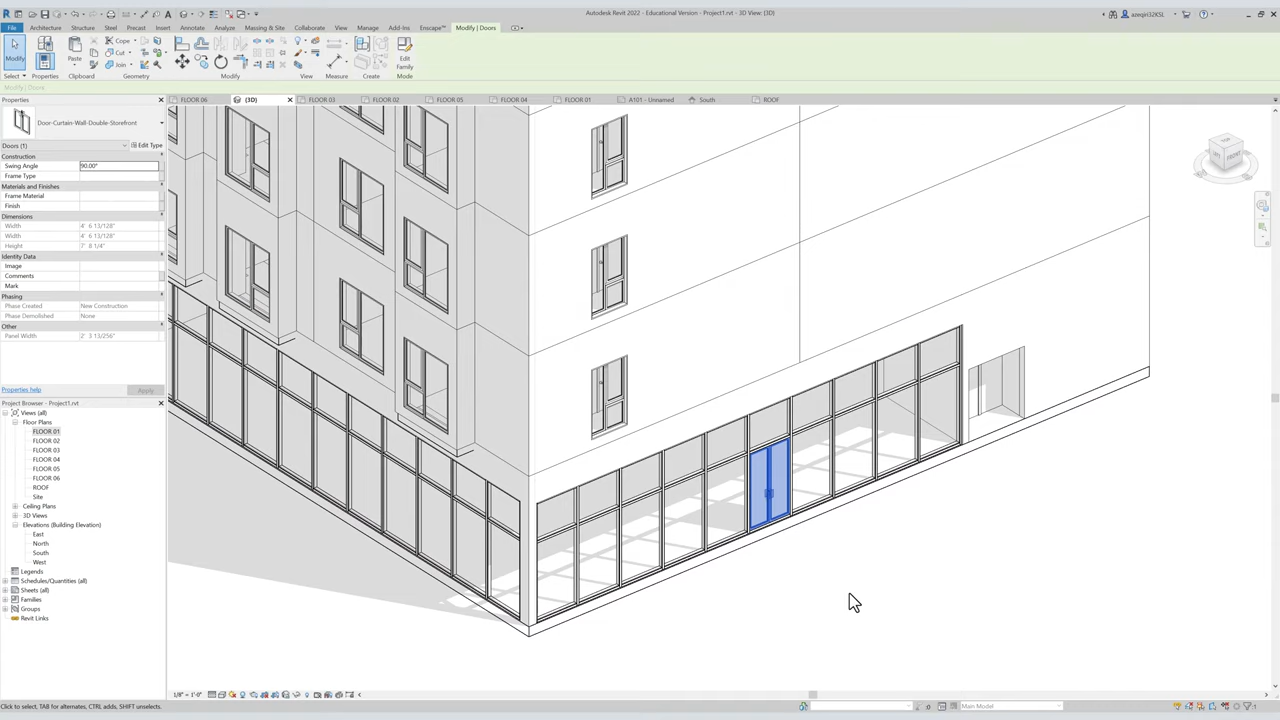 Autodesk Revit 2022 - Educational Version - Project1.rvt - 3D View: {3D}
azeqiri32KSL
File
Architecture
Structure
Steel
Precast
Insert
Annotate
Analyze
Massing & Site
Collaborate
View
Manage
Add-Ins
Enscape™
Modify | Doors
Modify
Paste
Cope
Cut
Join
Edit
Family
Select
Properties
Clipboard
Geometry
Modify
View
Measure
Create
Mode
Modify | Doors
Properties
FLOOR 06
{3D}
FLOOR 03
FLOOR 02
FLOOR 05
FLOOR 04
FLOOR 01
A101 - Unnamed
South
ROOF
Door-Curtain-Wall-Double-Storefront
Doors (1)
Edit Type
Construction
Swing Angle 90.00°
Frame Type
Materials and Finishes
Frame Material
Finish
Dimensions
Width 4' 6 13/128"
Width 4' 6 13/128"
Height 7' 8 1/4"
Identity Data
Image
Comments
Mark
Phasing
Phase Created New Construction
Phase Demolished None
Other
Panel Width 2' 3 13/256"
Properties help
Apply
Project Browser - Project1.rvt
Views (all)
Floor Plans
FLOOR 01
FLOOR 02
FLOOR 03
FLOOR 04
FLOOR 05
FLOOR 06
ROOF
Site
Ceiling Plans
3D Views
Elevations (Building Elevation)
East
North
South
West
Legends
Schedules/Quantities (all)
Sheets (all)
Families
Groups
Revit Links
FRONT
1/8" = 1'-0"
Click to select, TAB for alternates, CTRL adds, SHIFT unselects.
:0
Main Model